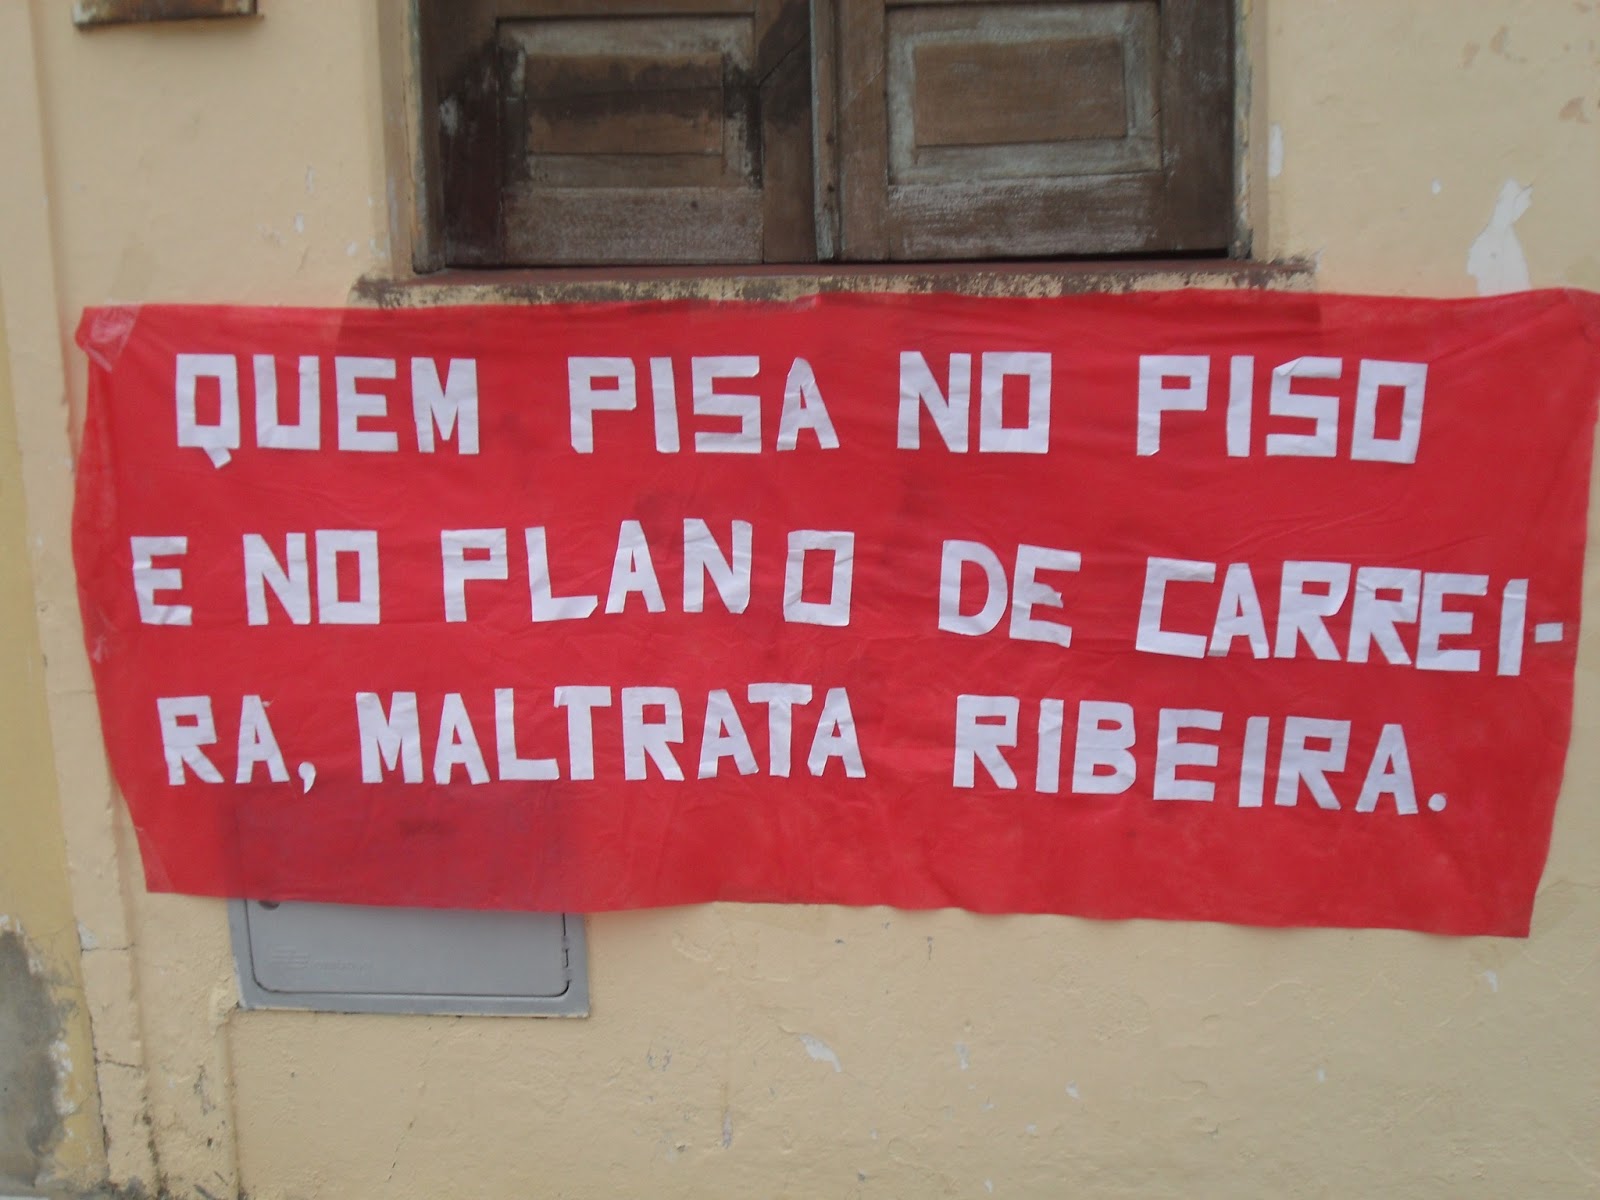 QUEM PISA NO PISO
E NO PLANO DE CARREI-
RA, MALTRATA RIBEIRA.